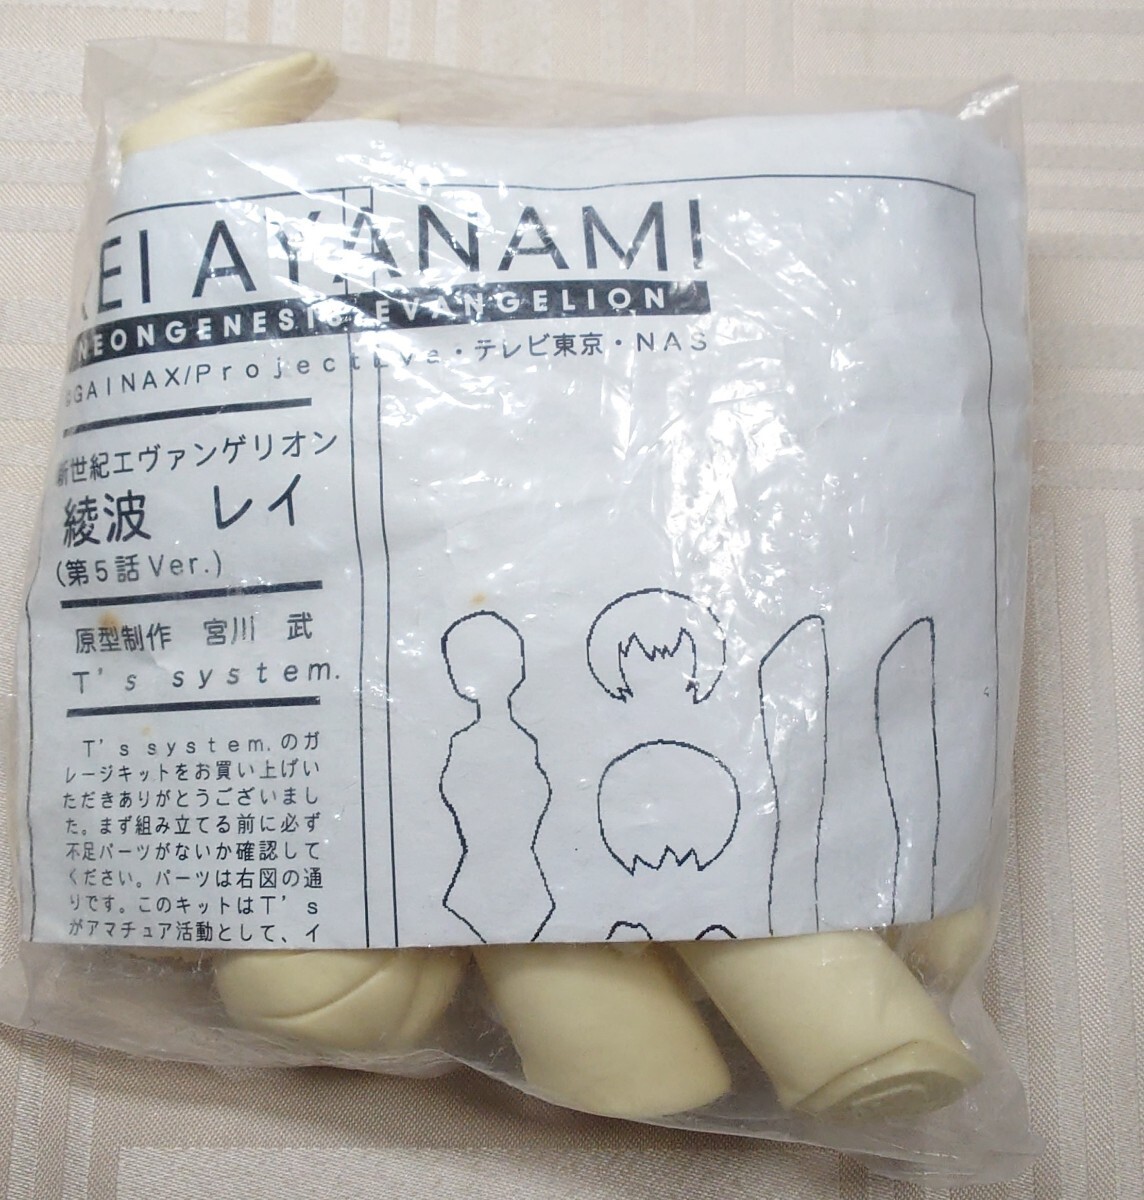 REI AYANAMI
NEONGENESIS EVANGELION
©GAINAX/Project Eva・テレビ東京・NAS
新世紀エヴァンゲリオン
綾波 レイ
(第5話Ver.)
原型制作 宮川 武
T's system.
T's system.のガ
レージキットをお買い上げい
ただきありがとうございまし
た。まず組み立てる前に必ず
不足パーツがないか確認して
ください。パーツは右図の通
りです。このキットはT's
がアマチュア活動として、イ